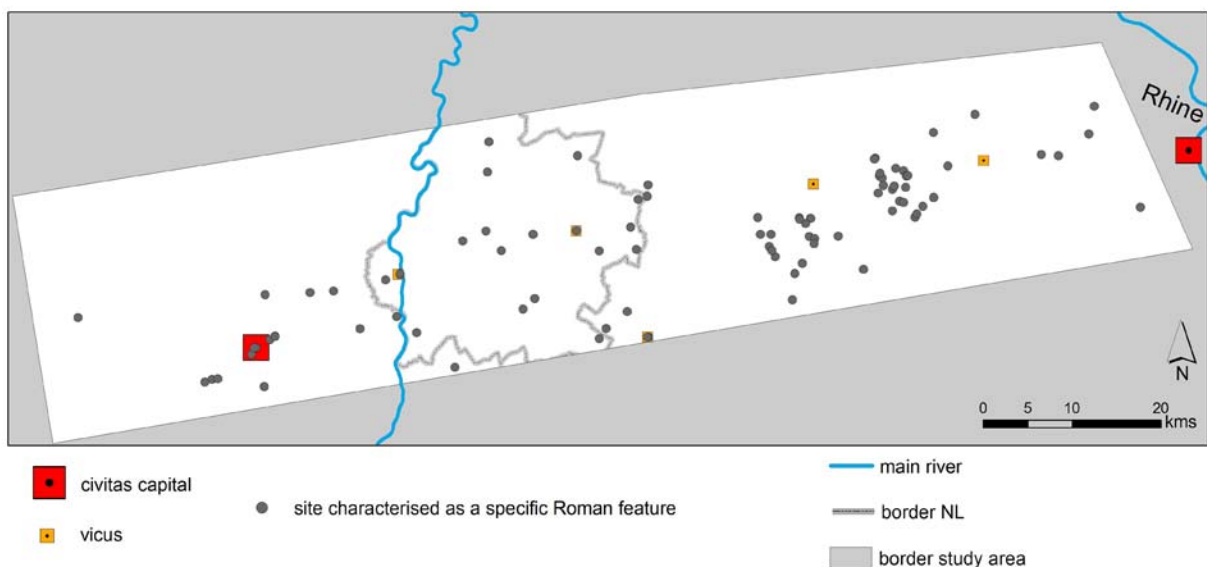 Rhine
N
0 5 10 20
kms
civitas capital
vicus
site characterised as a specific Roman feature
main river
border NL
border study area